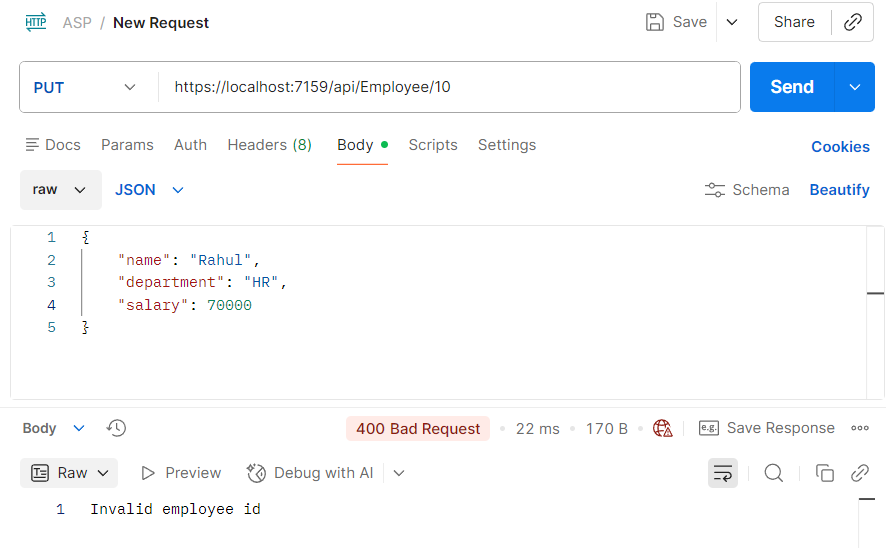 HTTP ASP / New Request Save Share
PUT https://localhost:7159/api/Employee/10 Send
Docs Params Auth Headers (8) Body Scripts Settings Cookies
raw JSON Schema Beautify
1 {
2 "name": "Rahul",
3 "department": "HR",
4 "salary": 70000
5 }
Body 400 Bad Request • 22 ms • 170 B • e.g. Save Response
Raw Preview Debug with AI
1 Invalid employee id